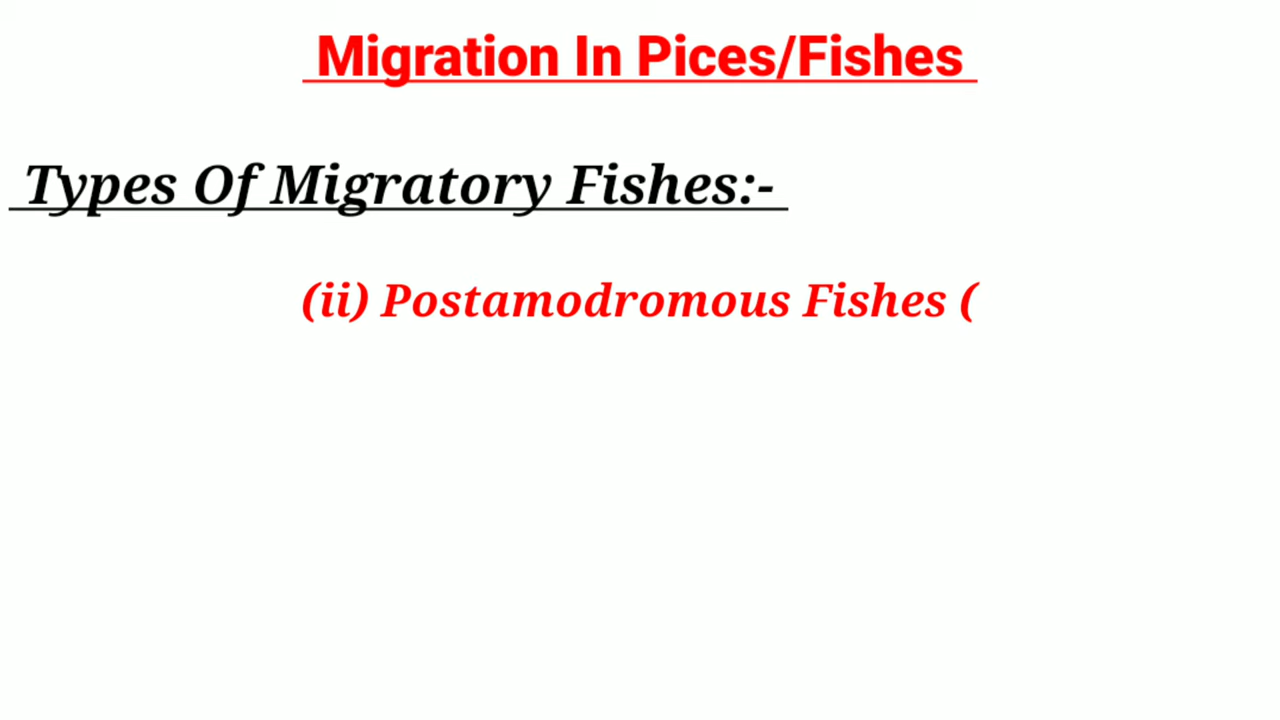 Migration In Pices/Fishes
Types Of Migratory Fishes:-
(ii) Postamodromous Fishes (